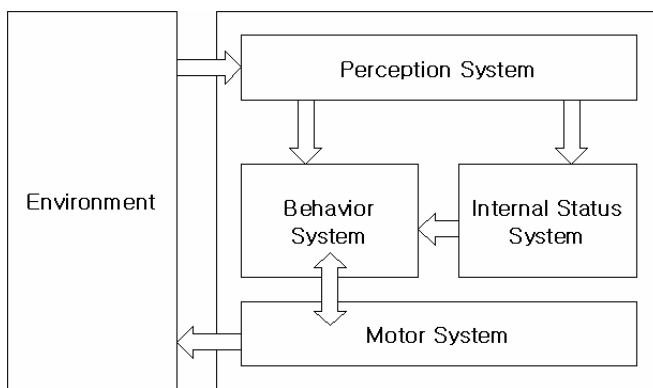 Perception System
Environment
Behavior
System
Internal Status
System
Motor System